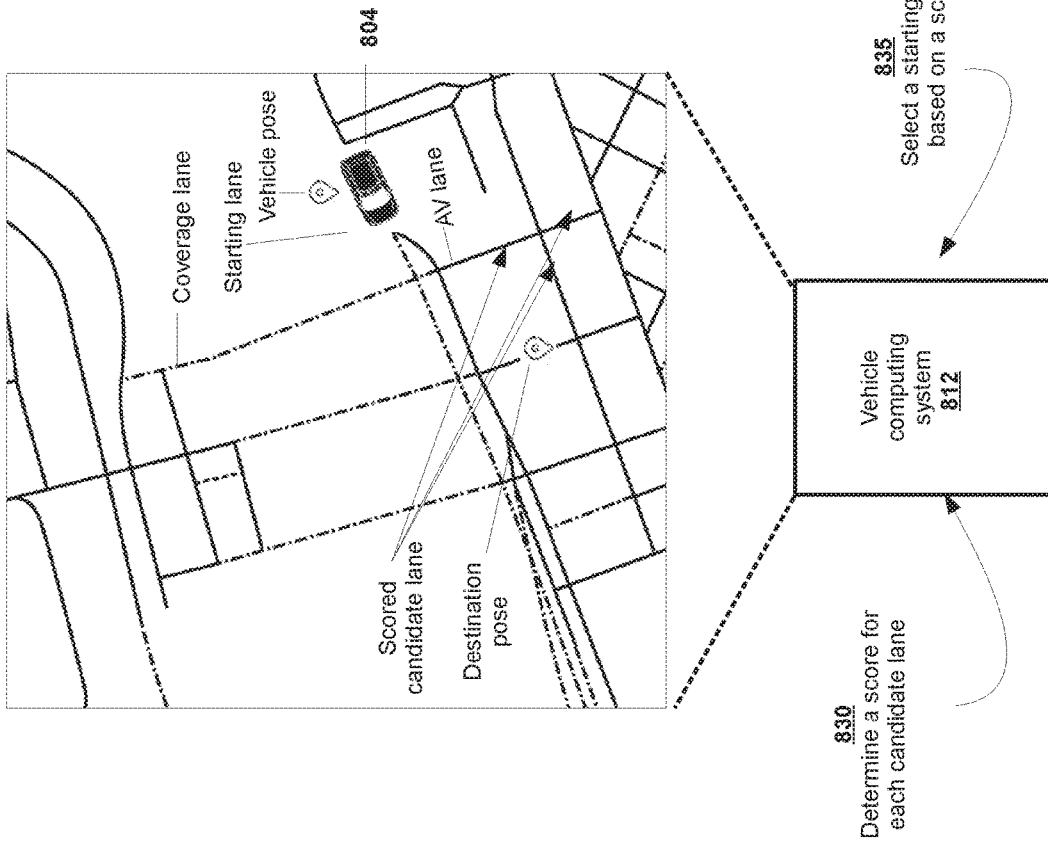 804
Coverage lane
Starting lane
Vehicle pose
AV lane
Scored
candidate lane
Destination
pose
Vehicle
computing
system
812
830
Determine a score for
each candidate lane
835
Select a starting
based on a